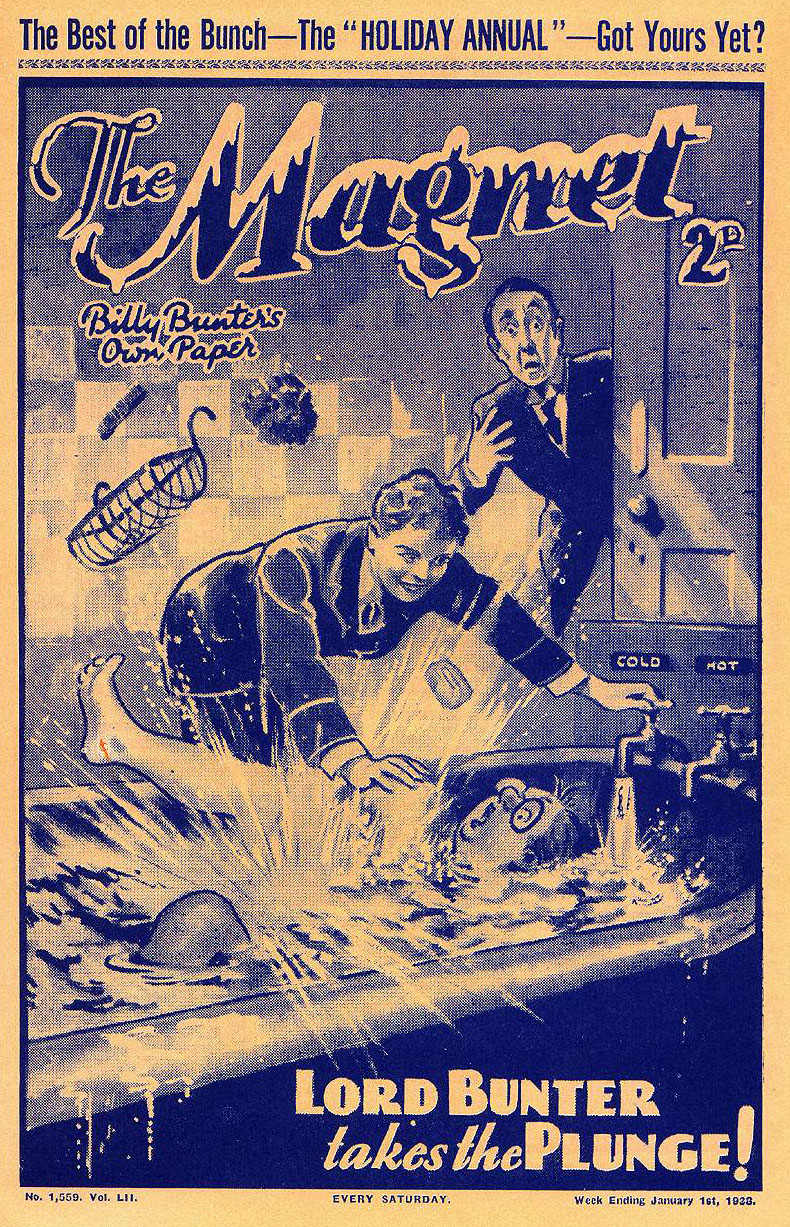 The Best of the Bunch—The "HOLIDAY ANNUAL"—Got Yours Yet?
The Magnet
2D
Billy Bunter's
Own Paper
COLD HOT
LORD BUNTER
takes the PLUNGE!
No. 1,559. Vol. LII. EVERY SATURDAY. Week Ending January 1st, 1938.